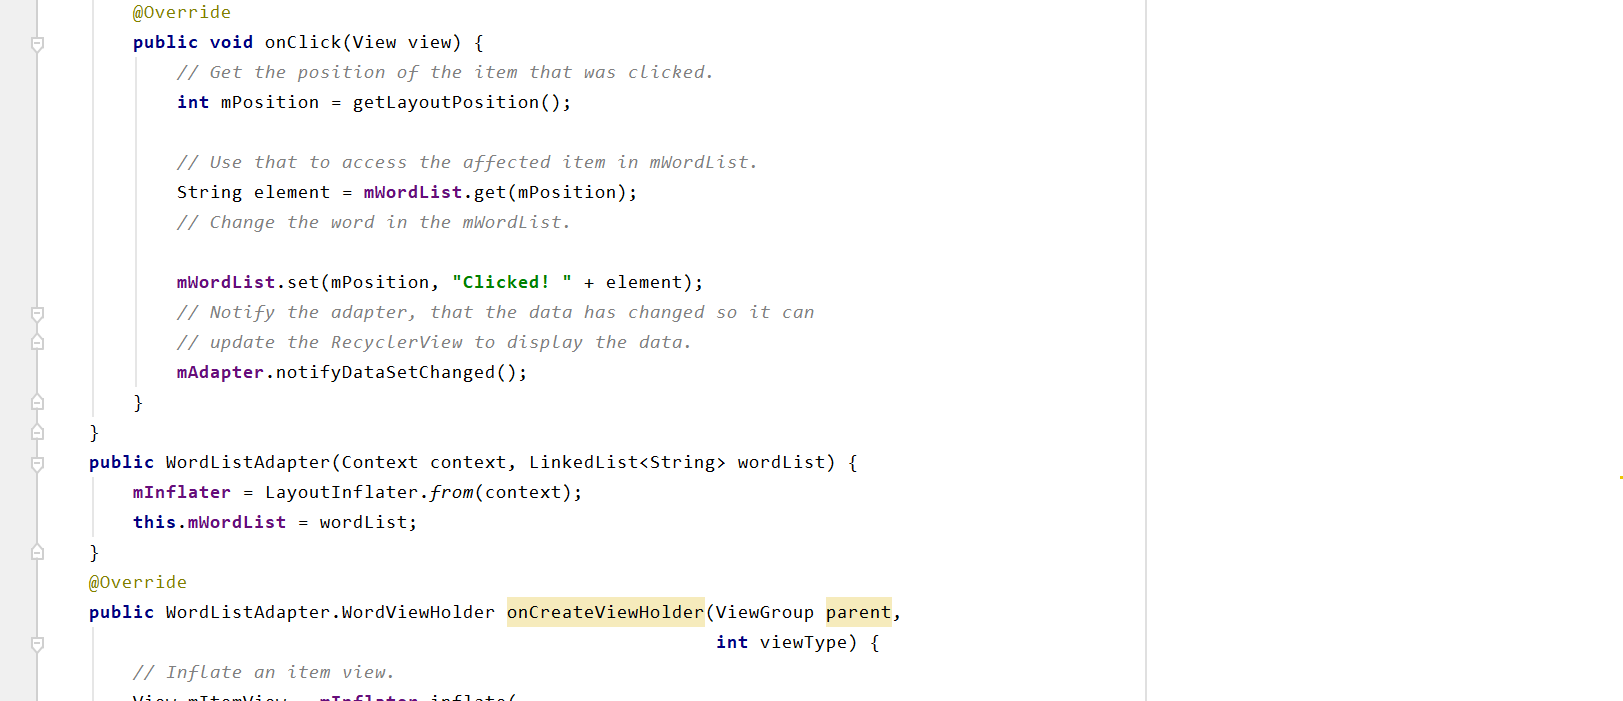 @Override
public void onClick(View view) {
// Get the position of the item that was clicked.
int mPosition = getLayoutPosition();
// Use that to access the affected item in mWordList.
String element = mWordList.get(mPosition);
// Change the word in the mWordList.
mWordList.set(mPosition, "Clicked! " + element);
// Notify the adapter, that the data has changed so it can
// update the RecyclerView to display the data.
mAdapter.notifyDataSetChanged();
}
}
public WordListAdapter(Context context, LinkedList<String> wordList) {
mInflater = LayoutInflater.from(context);
this.mWordList = wordList;
}
@Override
public WordListAdapter.WordViewHolder onCreateViewHolder(ViewGroup parent,
int viewType) {
// Inflate an item view.
View mItemView = mInflater.inflate(